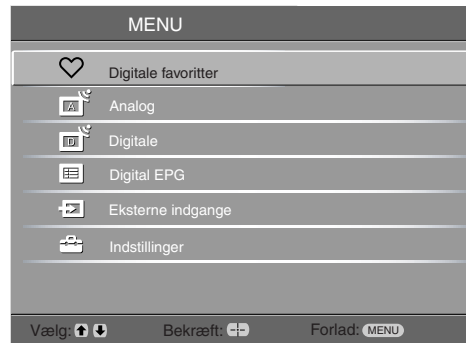 MENU
Digitale favoritter
A Analog
D Digitale
Digital EPG
Eksterne indgange
Indstillinger
Vælg: Bekræft: Forlad: MENU